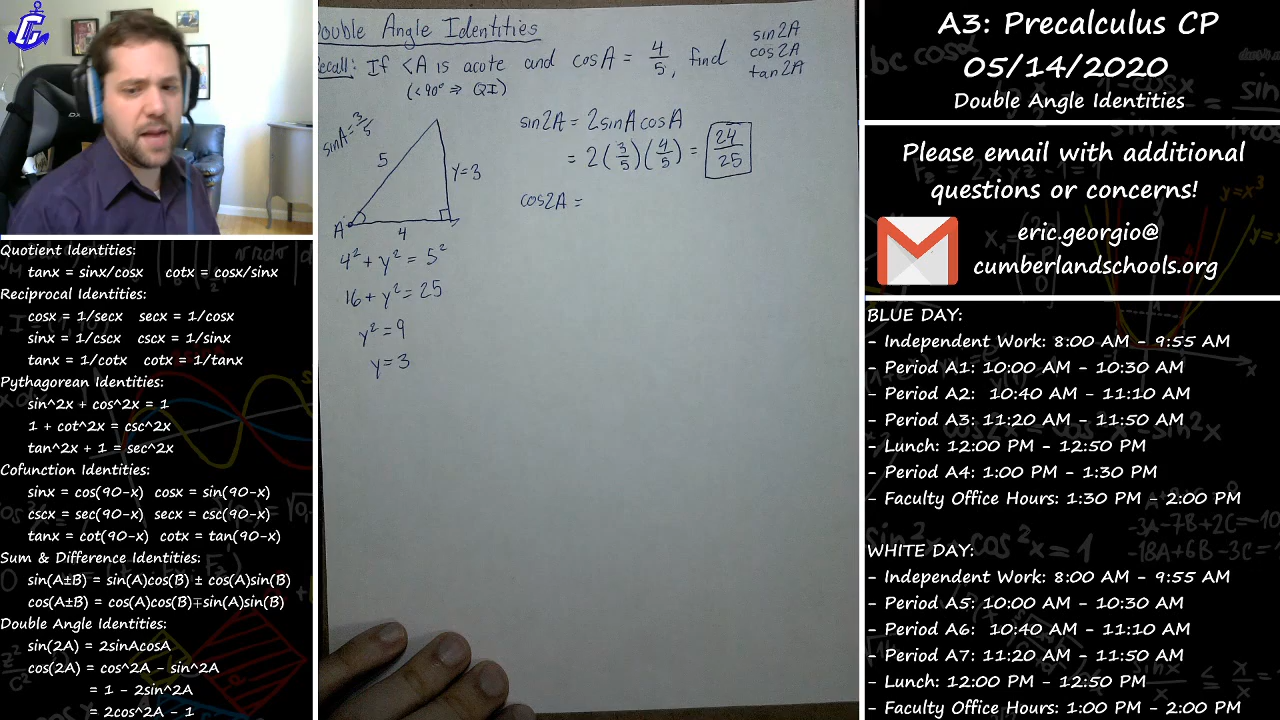 C
Double Angle Identities
Recall: If <A is acute and cosA = 4/5, find sin2A
cos2A
tan2A
(<90° ⇒ QI)
sinA = 3/5
5
y=3
A
4
4² + y² = 5²
16 + y² = 25
y² = 9
y = 3
sin2A = 2sinAcosA
= 2(3/5)(4/5) = 24/25
cos2A =
Quotient Identities:
tanx = sinx/cosx cotx = cosx/sinx
Reciprocal Identities:
cosx = 1/secx secx = 1/cosx
sinx = 1/cscx cscx = 1/sinx
tanx = 1/cotx cotx = 1/tanx
Pythagorean Identities:
sin^2x + cos^2x = 1
1 + cot^2x = csc^2x
tan^2x + 1 = sec^2x
Cofunction Identities:
sinx = cos(90-x) cosx = sin(90-x)
cscx = sec(90-x) secx = csc(90-x)
tanx = cot(90-x) cotx = tan(90-x)
Sum & Difference Identities:
sin(A±B) = sin(A)cos(B) ± cos(A)sin(B)
cos(A±B) = cos(A)cos(B)∓sin(A)sin(B)
Double Angle Identities:
sin(2A) = 2sinAcosA
cos(2A) = cos^2A - sin^2A
= 1 - 2sin^2A
= 2cos^2A - 1
A3: Precalculus CP
05/14/2020
Double Angle Identities
Please email with additional
questions or concerns!
eric.georgio@
cumberlandschools.org
BLUE DAY:
- Independent Work: 8:00 AM - 9:55 AM
- Period A1: 10:00 AM - 10:30 AM
- Period A2: 10:40 AM - 11:10 AM
- Period A3: 11:20 AM - 11:50 AM
- Lunch: 12:00 PM - 12:50 PM
- Period A4: 1:00 PM - 1:30 PM
- Faculty Office Hours: 1:30 PM - 2:00 PM
WHITE DAY:
- Independent Work: 8:00 AM - 9:55 AM
- Period A5: 10:00 AM - 10:30 AM
- Period A6: 10:40 AM - 11:10 AM
- Period A7: 11:20 AM - 11:50 AM
- Lunch: 12:00 PM - 12:50 PM
- Faculty Office Hours: 1:00 PM - 2:00 PM